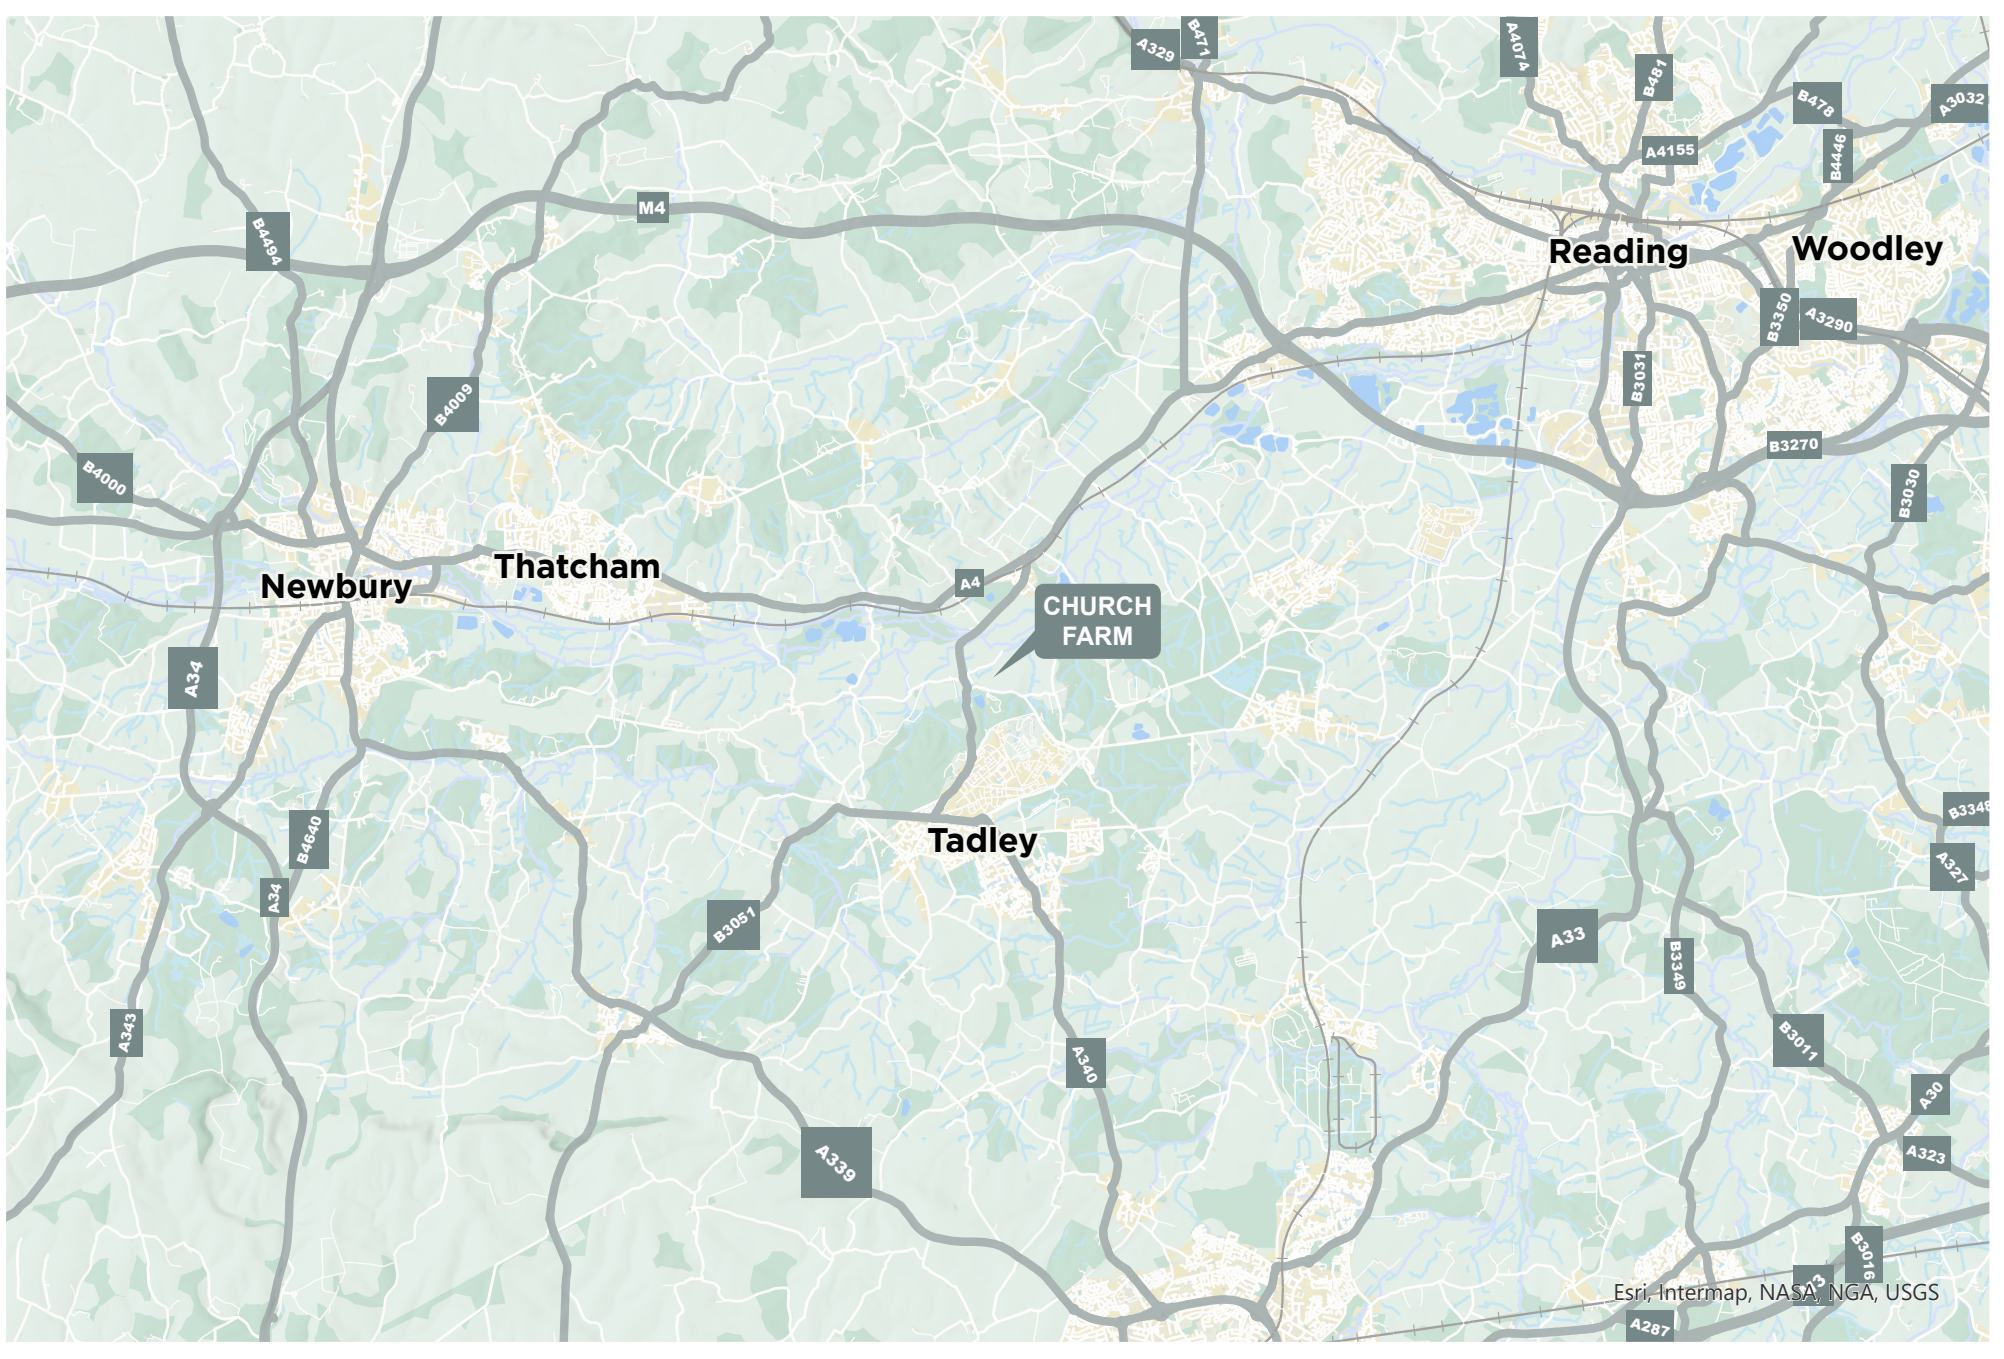 A329
B471
A4074
B481
B478
A3032
A4155
B4446
M4
B4494
Reading
Woodley
B3350
A3290
B3031
B4009
B3270
B4000
B3030
Thatcham
Newbury
A4
CHURCH
FARM
A34
B3348
B4640
Tadley
A327
A34
B3051
A33
B3349
A343
B3011
A340
A30
A339
A323
B3016
Esri, Intermap, NASA, NGA, USGS
A287